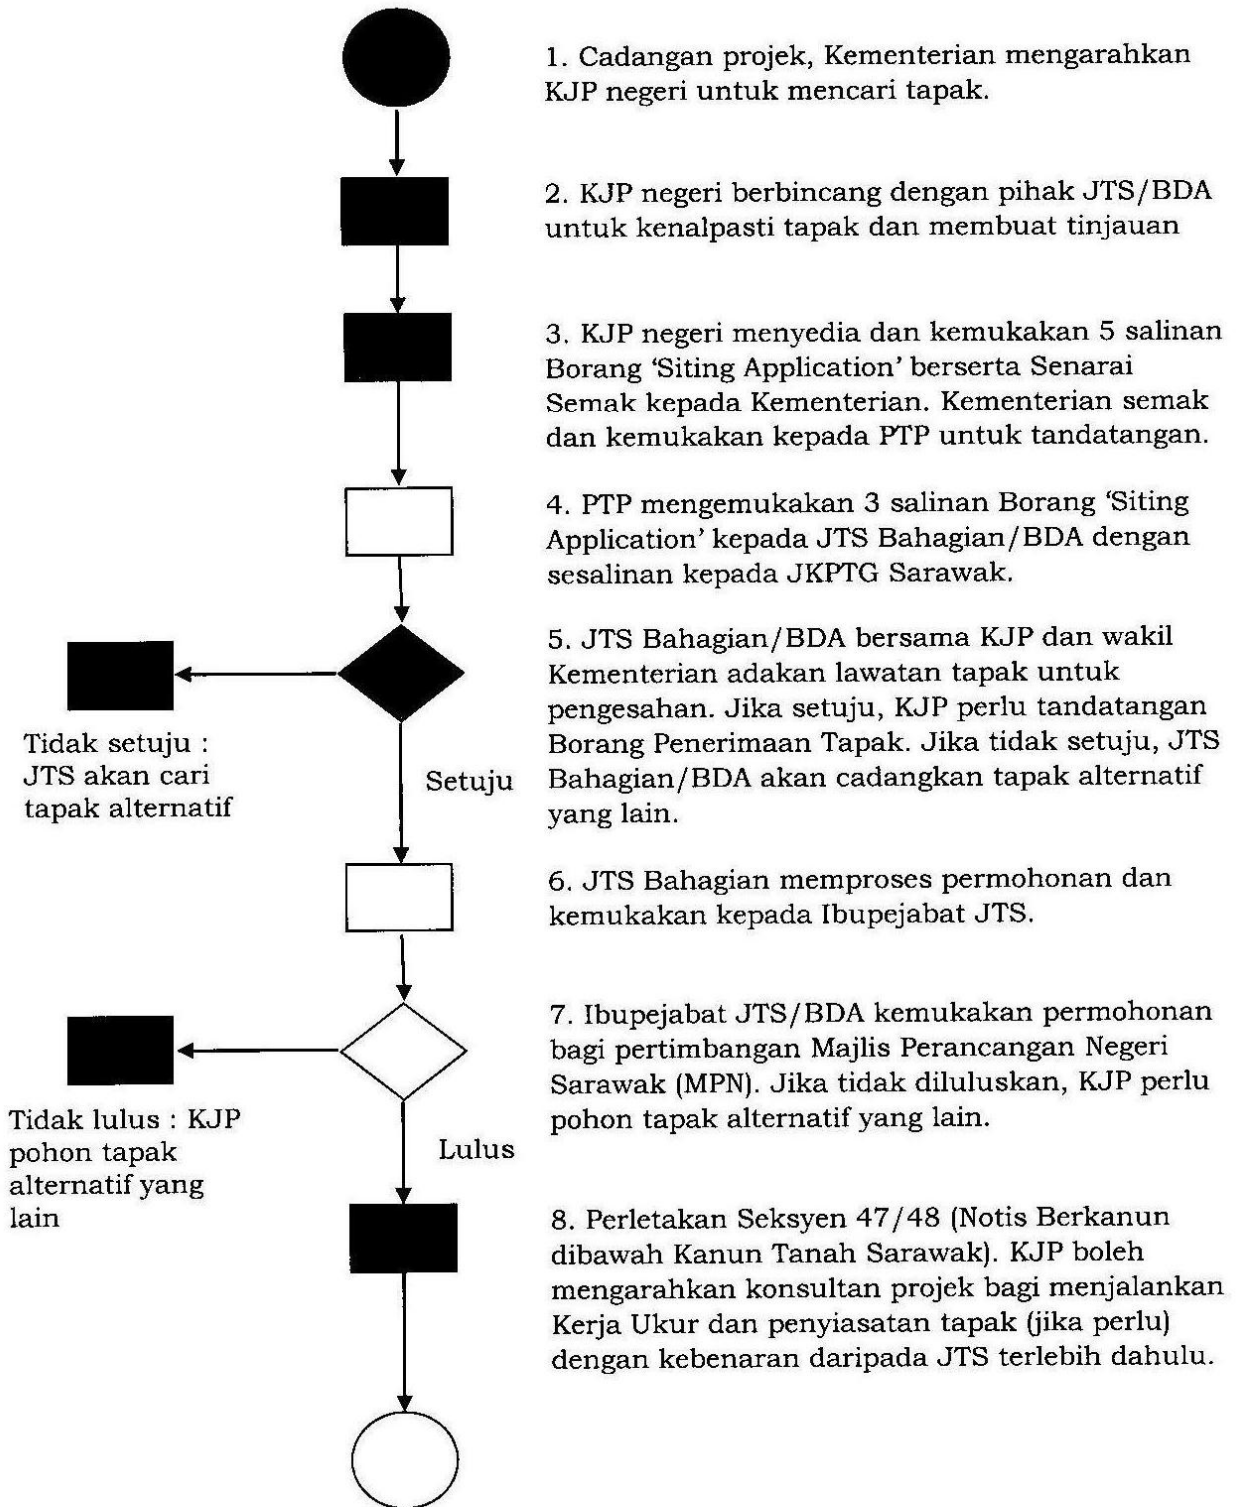 1. Cadangan projek, Kementerian mengarahkan
KJP negeri untuk mencari tapak.
2. KJP negeri berbincang dengan pihak JTS/BDA
untuk kenalpasti tapak dan membuat tinjauan
3. KJP negeri menyedia dan kemukakan 5 salinan
Borang ‘Siting Application’ berserta Senarai
Semak kepada Kementerian. Kementerian semak
dan kemukakan kepada PTP untuk tandatangan.
4. PTP mengemukakan 3 salinan Borang ‘Siting
Application’ kepada JTS Bahagian/BDA dengan
sesalinan kepada JKPTG Sarawak.
5. JTS Bahagian/BDA bersama KJP dan wakil
Kementerian adakan lawatan tapak untuk
pengesahan. Jika setuju, KJP perlu tandatangan
Borang Penerimaan Tapak. Jika tidak setuju, JTS
Bahagian/BDA akan cadangkan tapak alternatif
yang lain.
Tidak setuju :
JTS akan cari
tapak alternatif
Setuju
6. JTS Bahagian memproses permohonan dan
kemukakan kepada Ibupejabat JTS.
7. Ibupejabat JTS/BDA kemukakan permohonan
bagi pertimbangan Majlis Perancangan Negeri
Sarawak (MPN). Jika tidak diluluskan, KJP perlu
pohon tapak alternatif yang lain.
Tidak lulus : KJP
pohon tapak
alternatif yang
lain
Lulus
8. Perletakan Seksyen 47/48 (Notis Berkanun
dibawah Kanun Tanah Sarawak). KJP boleh
mengarahkan konsultan projek bagi menjalankan
Kerja Ukur dan penyiasatan tapak (jika perlu)
dengan kebenaran daripada JTS terlebih dahulu.